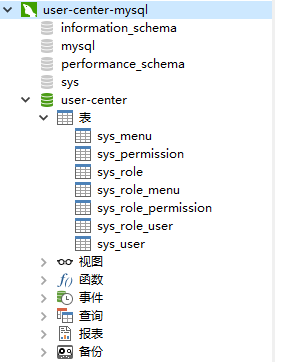 user-center-mysql
information_schema
mysql
performance_schema
sys
user-center
表
sys_menu
sys_permission
sys_role
sys_role_menu
sys_role_permission
sys_role_user
sys_user
视图
f() 函数
事件
查询
报表
备份